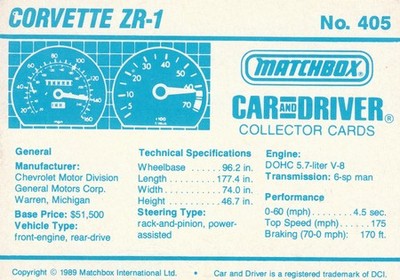 CORVETTE ZR-1
No. 405
MATCHBOX
CAR AND DRIVER®
COLLECTOR CARDS
General
Manufacturer:
Chevrolet Motor Division
General Motors Corp.
Warren, Michigan
Base Price: $51,500
Vehicle Type:
front-engine, rear-drive
Technical Specifications
Wheelbase ...... 96.2 in.
Length ........... 177.4 in.
Width ............. 74.0 in.
Height ............ 46.7 in.
Steering Type:
rack-and-pinion, power-
assisted
Engine:
DOHC 5.7-liter V-8
Transmission: 6-sp man
Performance
0-60 (mph) ........... 4.5 sec.
Top Speed (mph) ..... 175
Braking (70-0 mph) 170 ft.
Copyright © 1989 Matchbox International Ltd. • Car and Driver is a registered trademark of DCI.